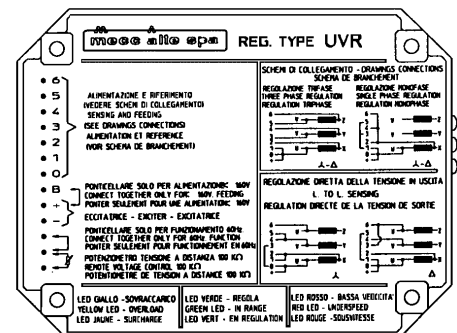 mecc alte spa
REG. TYPE UVR
6
5
4
3
2
1
0
B
+
-
ALIMENTAZIONE E RIFERIMENTO
(VEDERE SCHEMI DI COLLEGAMENTO)
SENSING AND FEEDING
(SEE DRAWINGS CONNECTIONS)
ALIMENTATION ET REFERENCE
(VOIR SCHEMA DE BRANCHEMENT)
PONTICELLARE SOLO PER ALIMENTAZIONE: 160V
CONNECT TOGETHER ONLY FOR: 160V. FEEDING
PONTER SEULEMENT POUR UNE ALIMENTATION: 160V
ECCITATRICE - EXCITER - EXCITATRICE
PONTICELLARE SOLO PER FUNZIONAMENTO 60Hz
CONNECT TOGETHER ONLY FOR 60Hz FUNCTION
PONTER SEULEMENT POUR FUNCTIONNEMENT EN 60Hz
POTENZIOMETRO TENSIONE A DISTANZA 100 KΩ
REMOTE VOLTAGE CONTROL 100 KΩ
POTENTIOMETRE DE TENSION A DISTANCE 100 KΩ
SCHEMI DI COLLEGAMENTO - DRAWINGS CONNECTIONS
SCHEMA DE BRANCHEMENT
REGOLAZIONE TRIFASE
THREE PHASE REGULATION
REGULATION TRIPHASE
REGOLAZIONE MONOFASE
SINGLE PHASE REGULATION
REGULATION MONOPHASE
REGOLAZIONE DIRETTA DELLA TENSIONE IN USCITA
L. TO L. SENSING
REGULATION DIRECTE DE LA TENSION DE SORTIE
LED GIALLO - SOVRACCARICO
YELLOW LED - OVERLOAD
LED JAUNE - SURCHARGE
LED VERDE - REGOLA
GREEN LED - IN RANGE
LED VERT - EN REGULATION
LED ROSSO - BASSA VELOCITA'
RED LED - UNDERSPEED
LED ROUGE - SOUSVITESSE